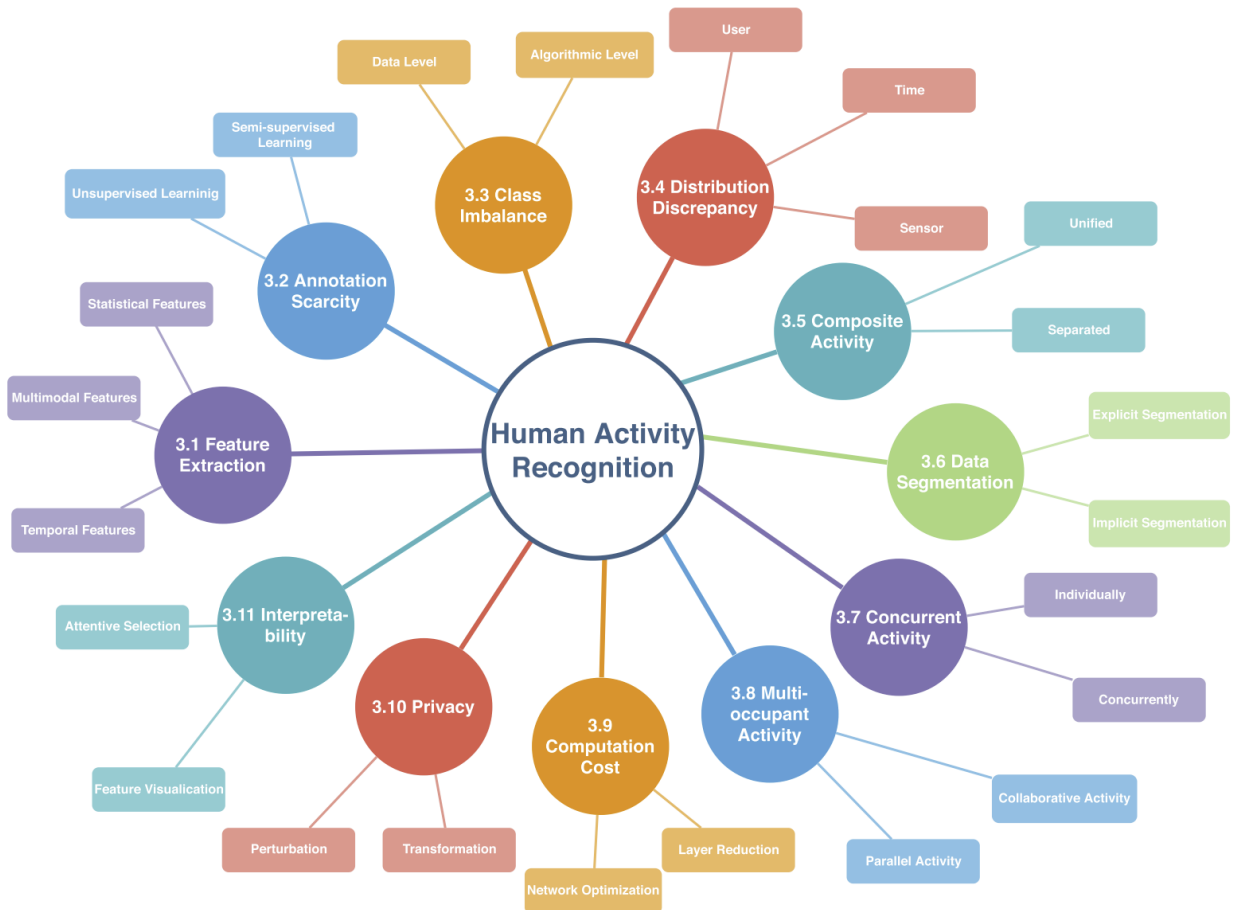 Human Activity
Recognition
3.1 Feature
Extraction
Statistical Features
Multimodal Features
Temporal Features
3.2 Annotation
Scarcity
Unsupervised Learninig
Semi-supervised
Learning
3.3 Class
Imbalance
Data Level
Algorithmic Level
3.4 Distribution
Discrepancy
User
Time
Sensor
3.5 Composite
Activity
Unified
Separated
3.6 Data
Segmentation
Explicit Segmentation
Implicit Segmentation
3.7 Concurrent
Activity
Individually
Concurrently
3.8 Multi-
occupant
Activity
Collaborative Activity
Parallel Activity
3.9
Computation
Cost
Layer Reduction
Network Optimization
3.10 Privacy
Transformation
Perturbation
3.11 Interpreta-
bility
Attentive Selection
Feature Visualication